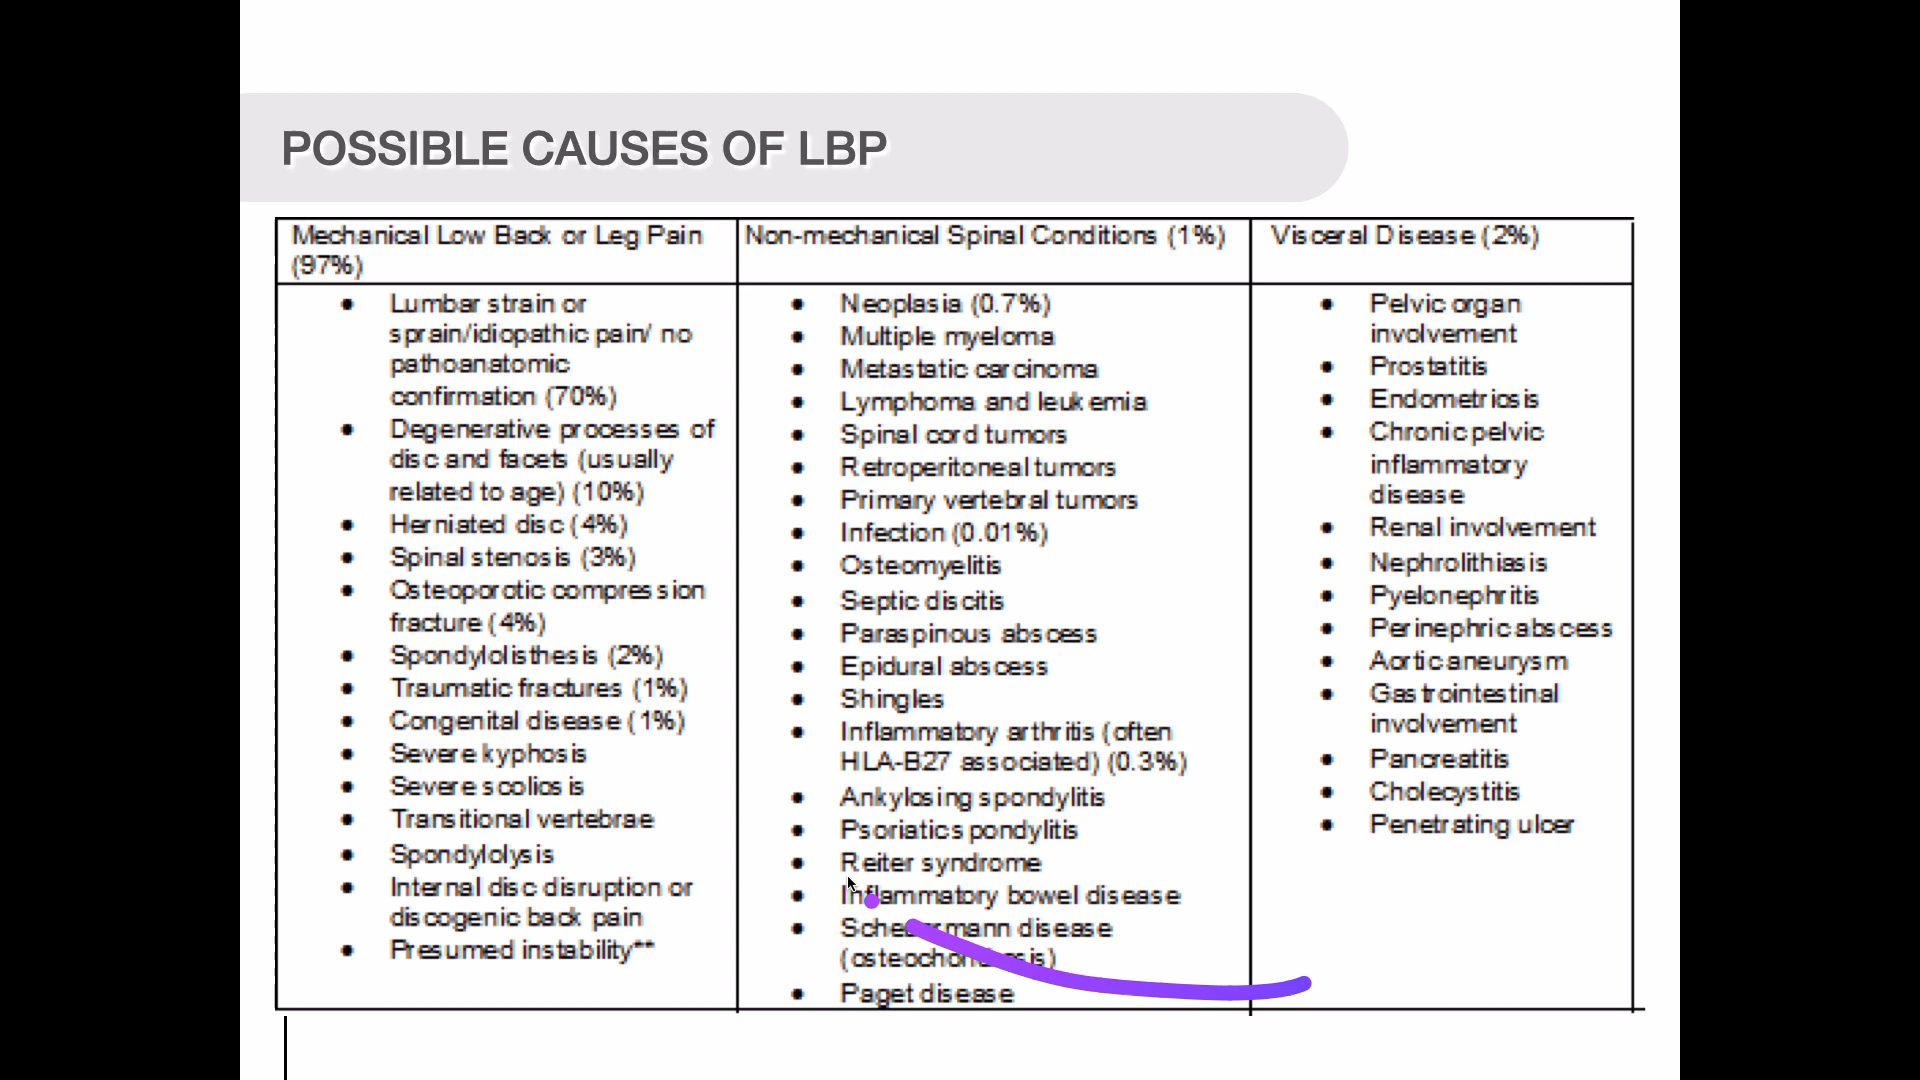 POSSIBLE CAUSES OF LBP
Mechanical Low Back or Leg Pain
(97%)
Lumbar strain or
sprain/idiopathic pain/ no
pathoanatomic
confirmation (70%)
Degenerative processes of
disc and facets (usually
related to age) (10%)
Herniated disc (4%)
Spinal stenosis (3%)
Osteoporotic compression
fracture (4%)
Spondylolisthesis (2%)
Traumatic fractures (1%)
Congenital disease (1%)
Severe kyphosis
Severe scoliosis
Transitional vertebrae
Spondylolysis
Internal disc disruption or
discogenic back pain
Presumed instability**
Non-mechanical Spinal Conditions (1%)
Neoplasia (0.7%)
Multiple myeloma
Metastatic carcinoma
Lymphoma and leukemia
Spinal cord tumors
Retroperitoneal tumors
Primary vertebral tumors
Infection (0.01%)
Osteomyelitis
Septic discitis
Paraspinous abscess
Epidural abscess
Shingles
Inflammatory arthritis (often
HLA-B27 associated) (0.3%)
Ankylosing spondylitis
Psoriatic spondylitis
Reiter syndrome
Inflammatory bowel disease
Scheuermann disease
(osteochondrosis)
Paget disease
Visceral Disease (2%)
Pelvic organ
involvement
Prostatitis
Endometriosis
Chronic pelvic
inflammatory
disease
Renal involvement
Nephrolithiasis
Pyelonephritis
Perinephric abscess
Aortic aneurysm
Gastrointestinal
involvement
Pancreatitis
Cholecystitis
Penetrating ulcer